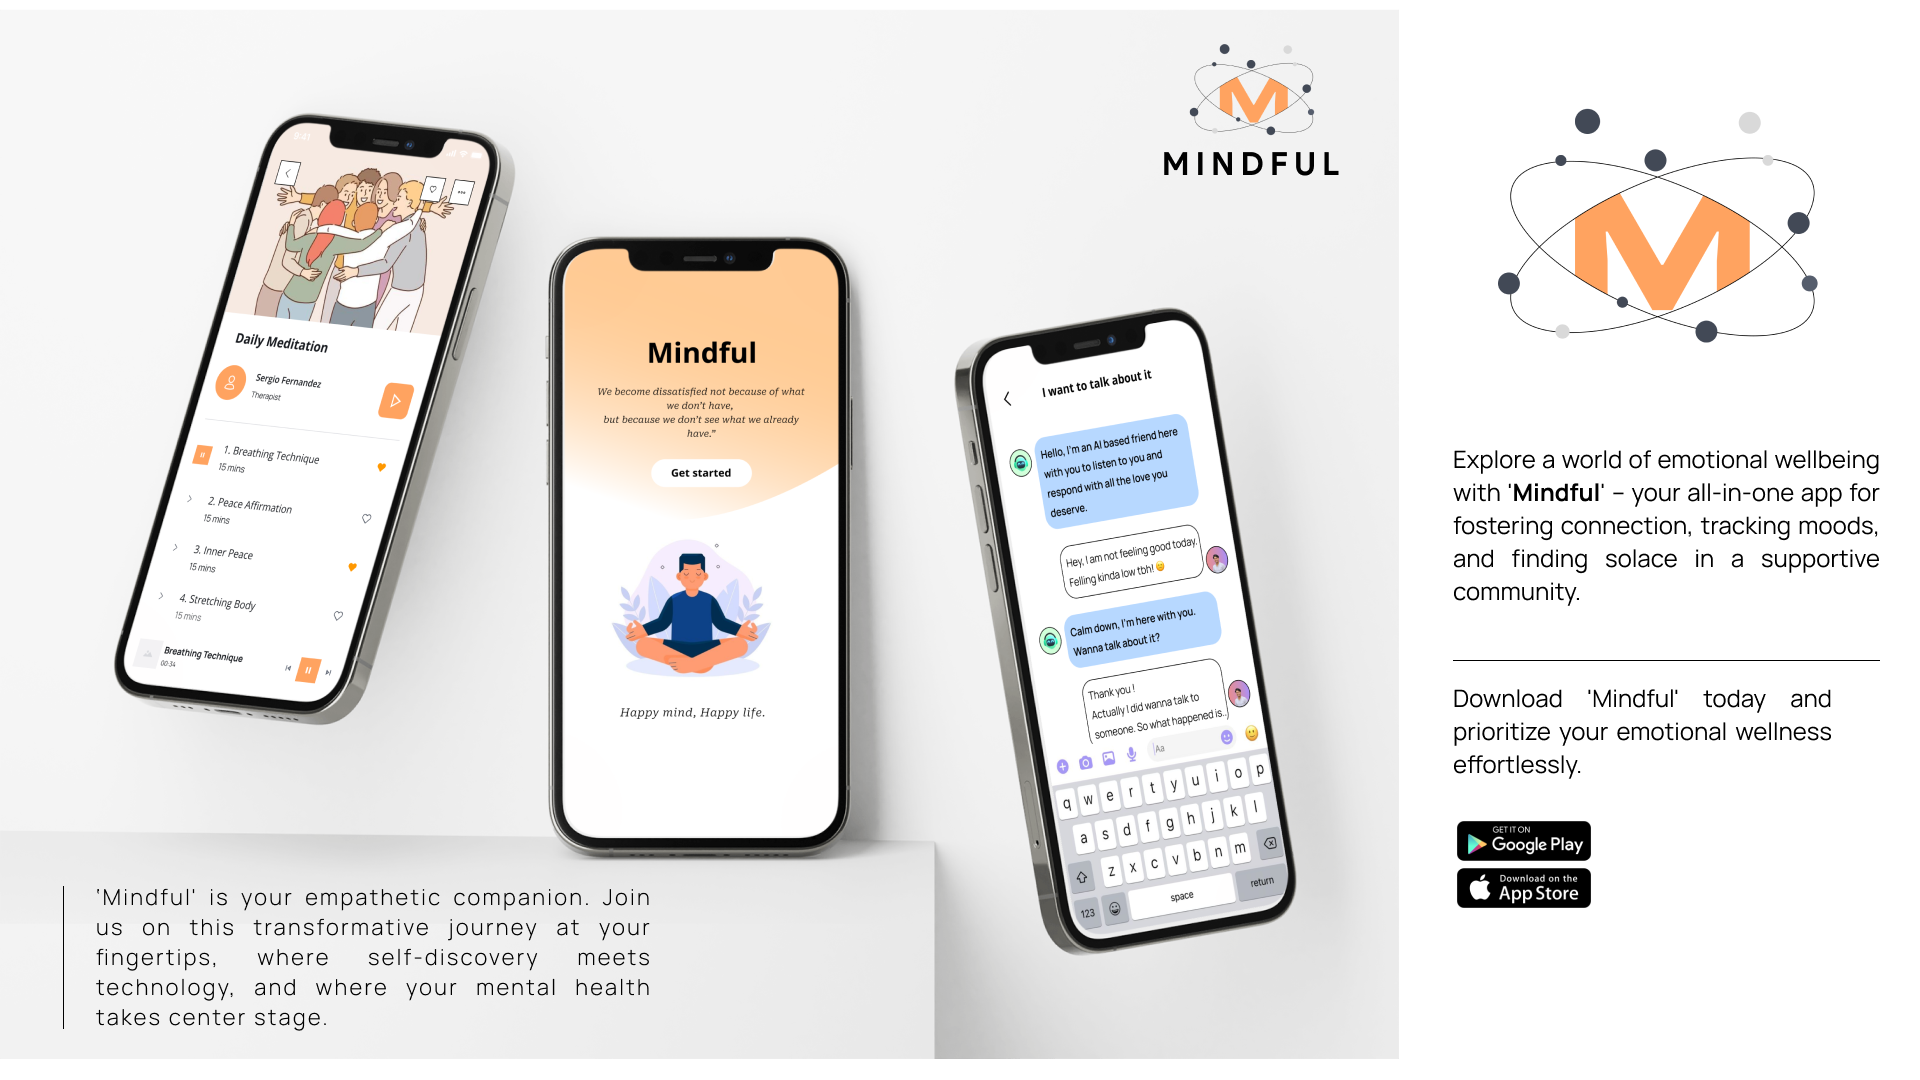 9:41
Daily Meditation
Sergio Fernandez
Therapist
1. Breathing Technique
15 mins
2. Peace Affirmation
15 mins
3. Inner Peace
15 mins
4. Stretching Body
15 mins
Breathing Technique
00:34
Mindful
We become dissatisfied not because of what
we don't have,
but because we don't see what we already
have.”
Get started
Happy mind, Happy life.
M
MINDFUL
I want to talk about it
Hello, I'm an AI based friend here
with you to listen to you and
respond with all the love you
deserve.
Hey, I am not feeling good today.
Felling kinda low tbh! 😔
Calm down, I'm here with you.
Wanna talk about it?
Thank you !
Actually I did wanna talk to
someone. So what happened is..
Aa
q w e r t y u i o p
a s d f g h j k l
z x c v b n m
123 space return
‘Mindful' is your empathetic companion. Join
us on this transformative journey at your
fingertips, where self-discovery meets
technology, and where your mental health
takes center stage.
M
Explore a world of emotional wellbeing
with 'Mindful' – your all-in-one app for
fostering connection, tracking moods,
and finding solace in a supportive
community.
Download 'Mindful' today and
prioritize your emotional wellness
effortlessly.
GET IT ON
Google Play
Download on the
App Store